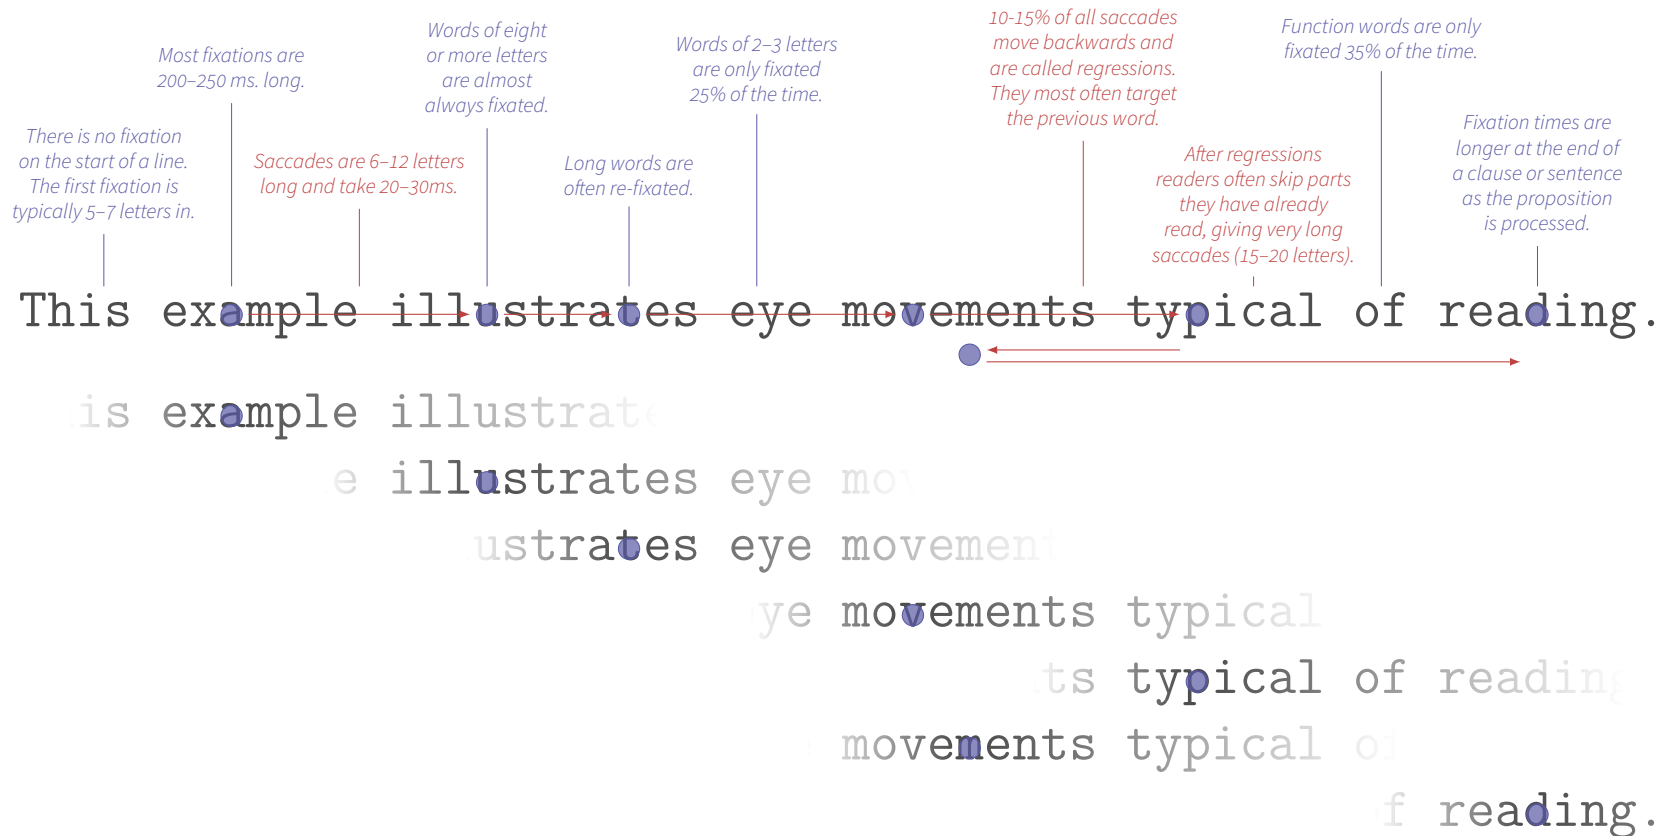 There is no fixation
on the start of a line.
The first fixation is
typically 5–7 letters in.
Most fixations are
200–250 ms. long.
Saccades are 6–12 letters
long and take 20–30ms.
Words of eight
or more letters
are almost
always fixated.
Long words are
often re-fixated.
Words of 2–3 letters
are only fixated
25% of the time.
10-15% of all saccades
move backwards and
are called regressions.
They most often target
the previous word.
After regressions
readers often skip parts
they have already
read, giving very long
saccades (15–20 letters).
Function words are only
fixated 35% of the time.
Fixation times are
longer at the end of
a clause or sentence
as the proposition
is processed.
This example illustrates eye movements typical of reading.
is example illustrate
e illustrates eye mov
ustrates eye movement
ye movements typical
ts typical of reading
movements typical of
f reading.